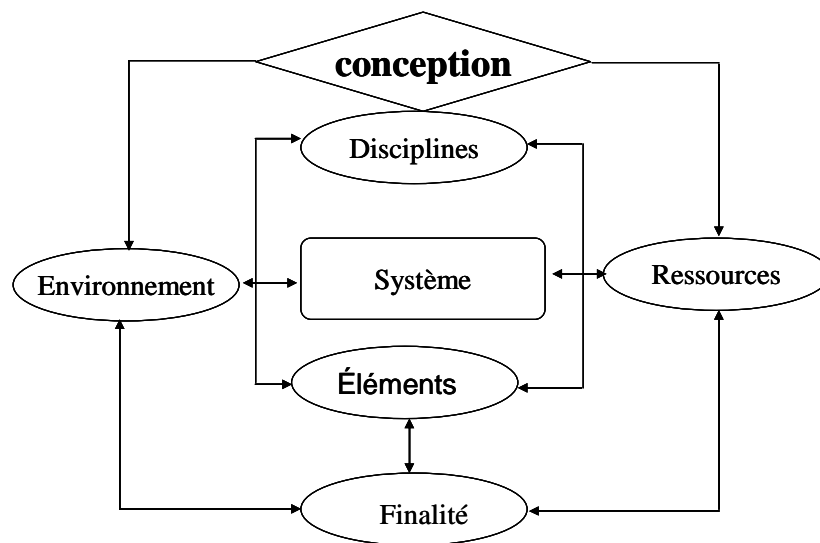 conception
Disciplines
Environnement
Système
Ressources
Éléments
Finalité